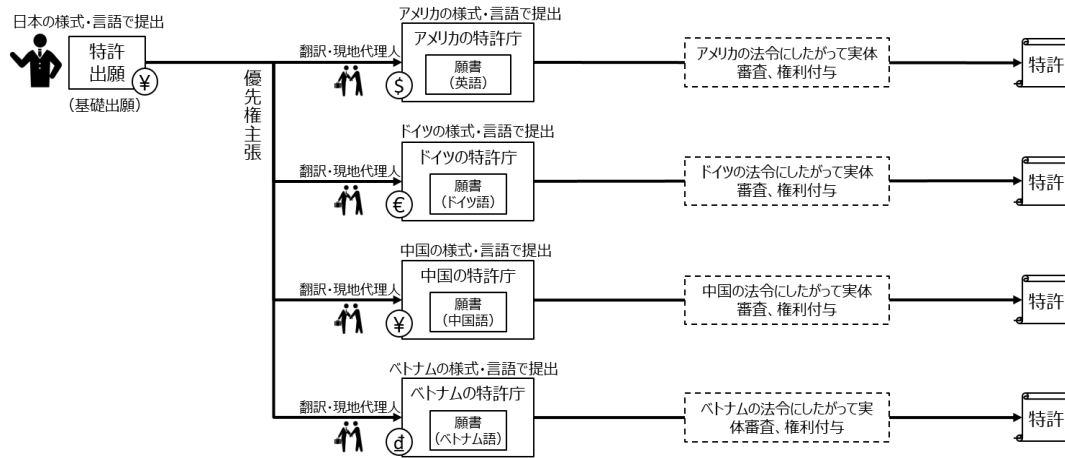 日本の様式・言語で提出
特許
出願
¥
(基礎出願)
優先権主張
アメリカの様式・言語で提出
翻訳・現地代理人
アメリカの特許庁
願書
(英語)
$
アメリカの法令にしたがって実体
審査、権利付与
特許
ドイツの様式・言語で提出
翻訳・現地代理人
ドイツの特許庁
願書
(ドイツ語)
€
ドイツの法令にしたがって実体
審査、権利付与
特許
中国の様式・言語で提出
翻訳・現地代理人
中国の特許庁
願書
(中国語)
¥
中国の法令にしたがって実体
審査、権利付与
特許
ベトナムの様式・言語で提出
翻訳・現地代理人
ベトナムの特許庁
願書
(ベトナム語)
₫
ベトナムの法令にしたがって実
体審査、権利付与
特許